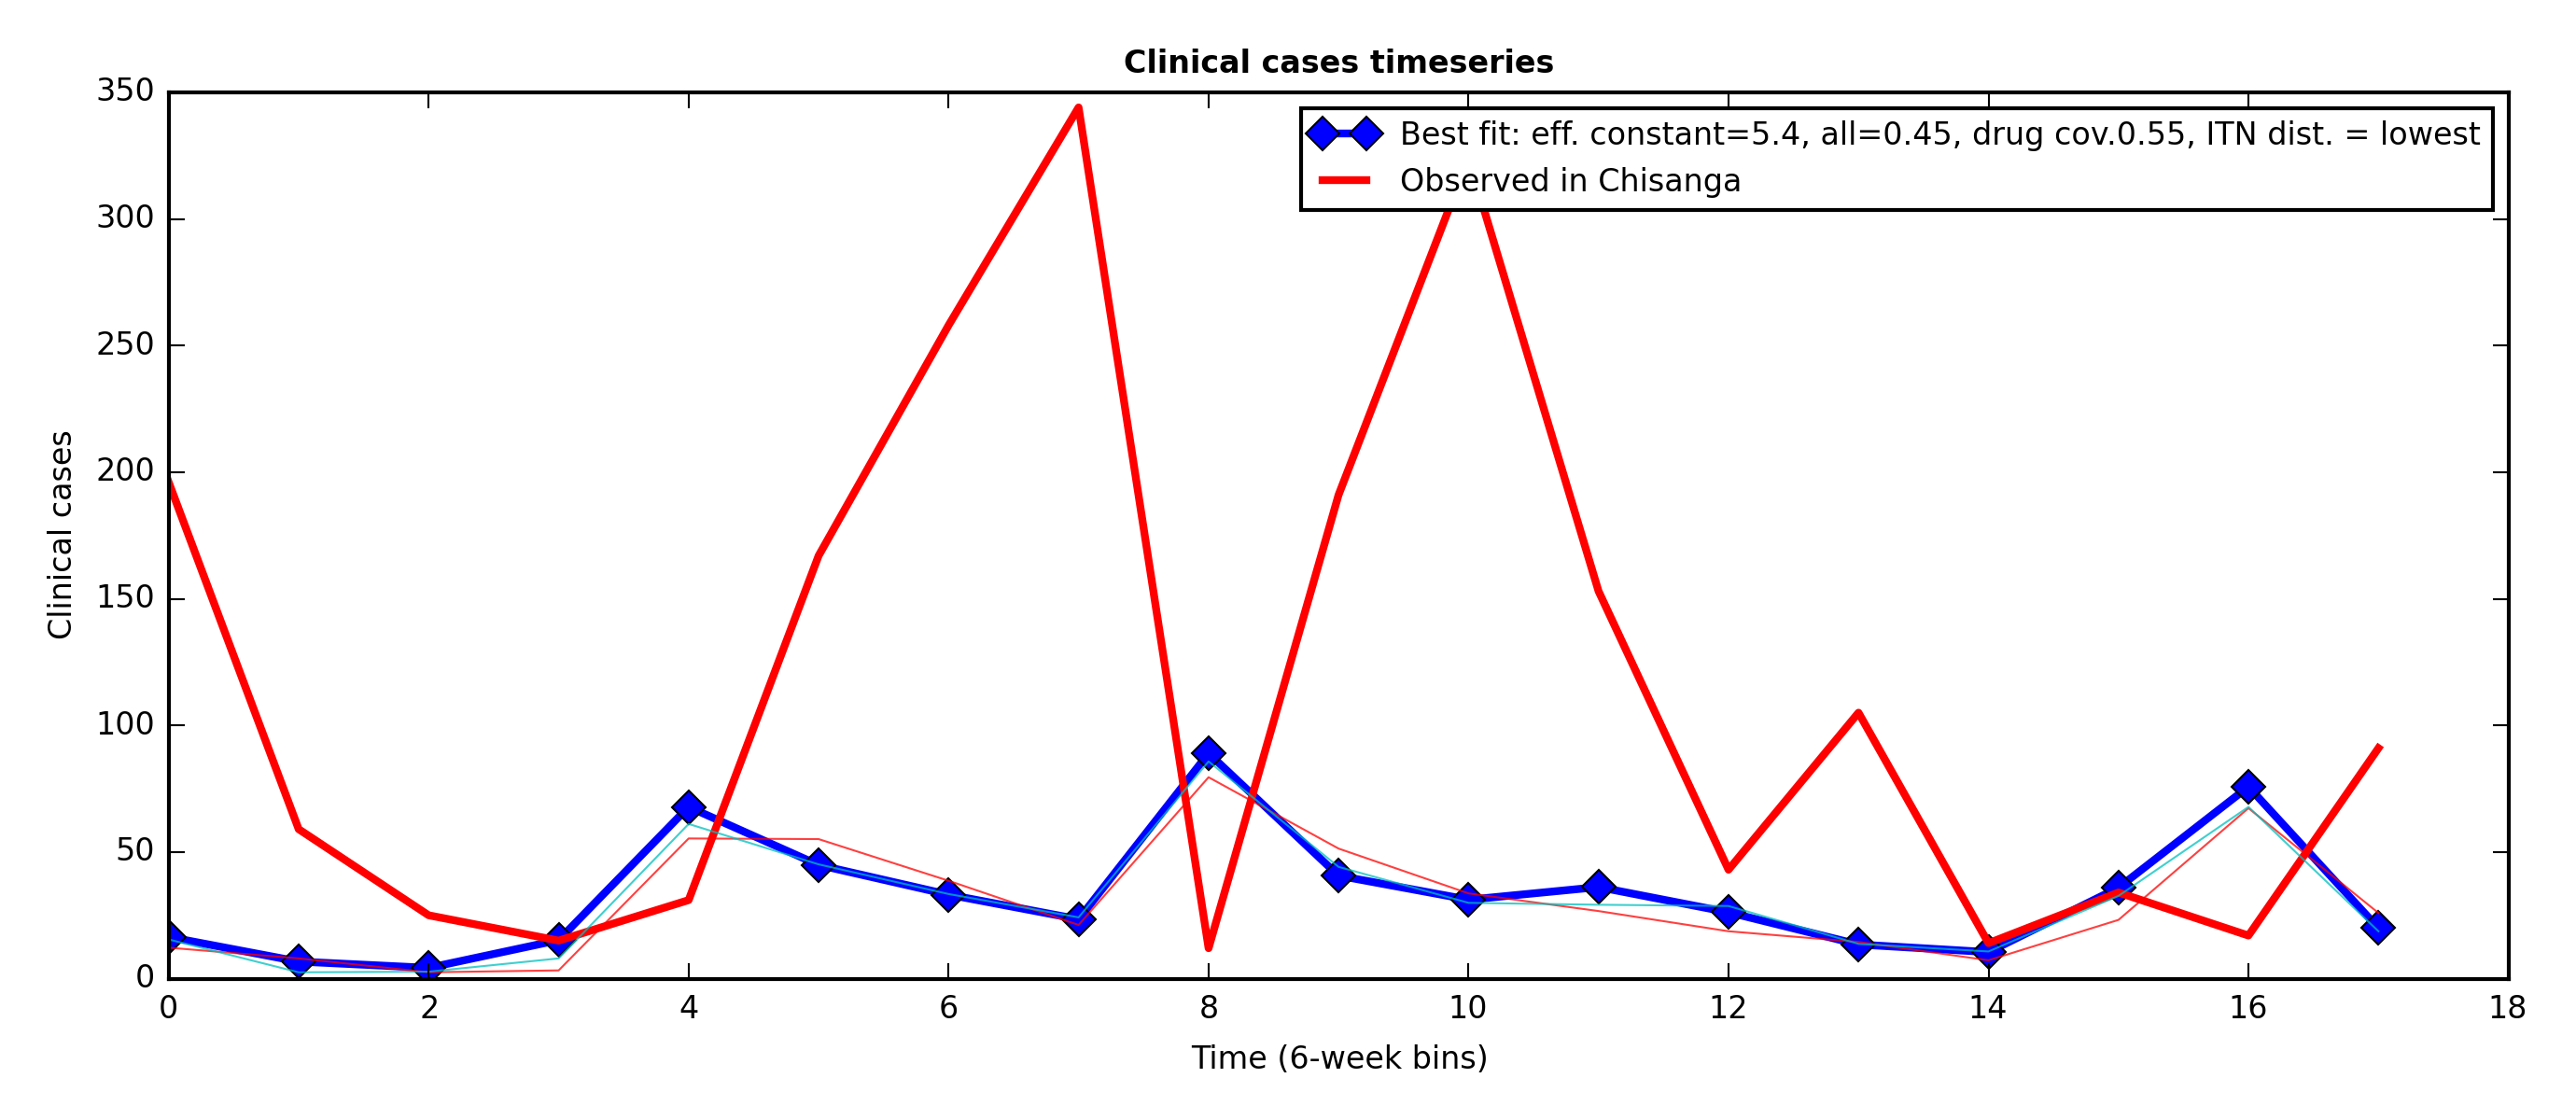 Clinical cases timeseries
350
300
250
200
150
100
50
0
Clinical cases
Best fit: eff. constant=5.4, all=0.45, drug cov.0.55, ITN dist. = lowest
Observed in Chisanga
0 2 4 6 8 10 12 14 16 18
Time (6-week bins)